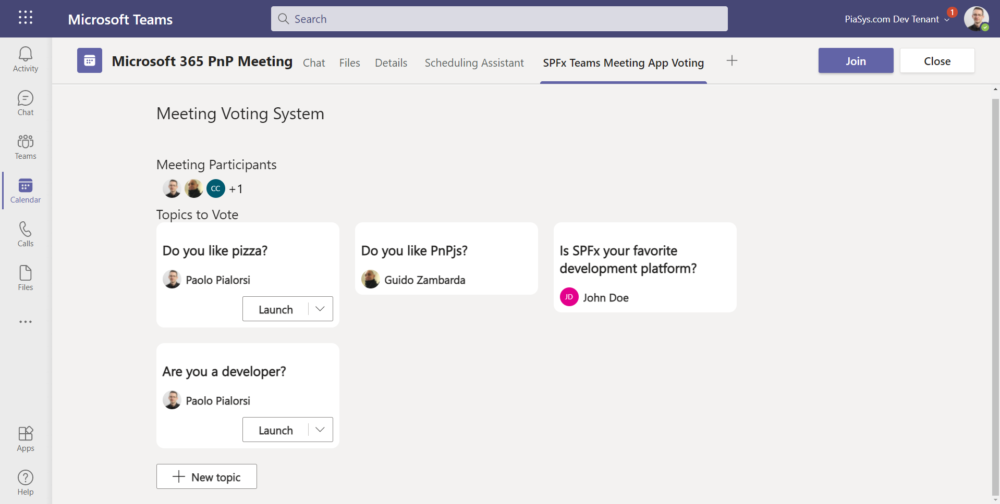 Microsoft Teams
Search
PiaSys.com Dev Tenant
1
Activity
Chat
Teams
Calendar
Calls
Files
Apps
Help
Microsoft 365 PnP Meeting
Chat
Files
Details
Scheduling Assistant
SPFx Teams Meeting App Voting
Join
Close
Meeting Voting System
Meeting Participants
CC
+1
Topics to Vote
Do you like pizza?
Paolo Pialorsi
Launch
Do you like PnPjs?
Guido Zambarda
Is SPFx your favorite
development platform?
JD
John Doe
Are you a developer?
Paolo Pialorsi
Launch
New topic